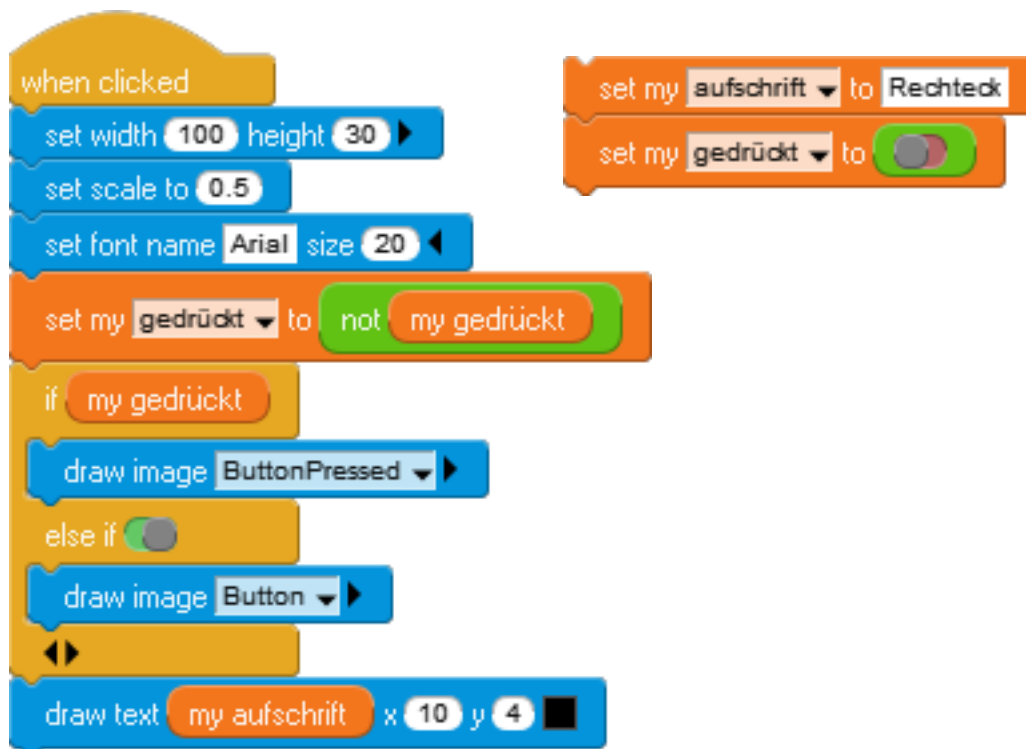 when clicked
set width 100 height 30
set scale to 0.5
set font name Arial size 20
set my gedrückt to not my gedrückt
if my gedrückt
draw image ButtonPressed
else if
draw image Button
draw text my aufschrift x 10 y 4
set my aufschrift to Rechteck
set my gedrückt to